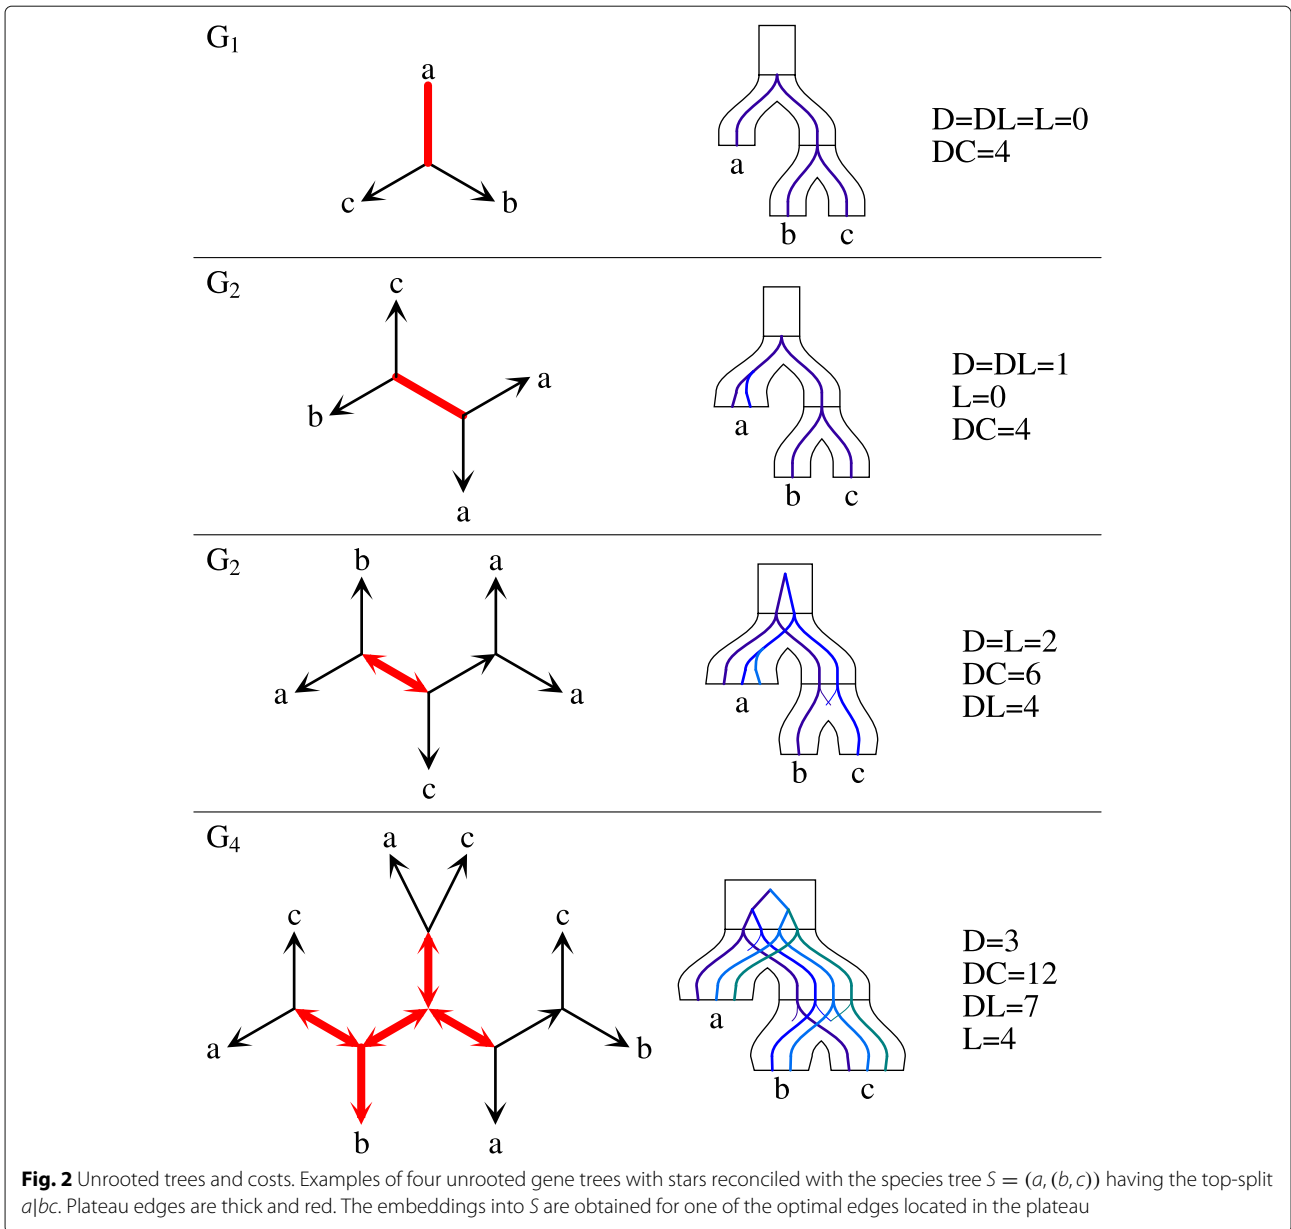 G1
a
c
b
a
b
c
D=DL=L=0
DC=4
G2
c
b
a
a
a
b
c
D=DL=1
L=0
DC=4
G2
b
a
a
a
c
a
b
c
D=L=2
DC=6
DL=4
G4
a
c
c
c
a
b
b
a
a
b
c
D=3
DC=12
DL=7
L=4
Fig. 2 Unrooted trees and costs. Examples of four unrooted gene trees with stars reconciled with the species tree S = (a, (b, c)) having the top-split
a|bc. Plateau edges are thick and red. The embeddings into S are obtained for one of the optimal edges located in the plateau